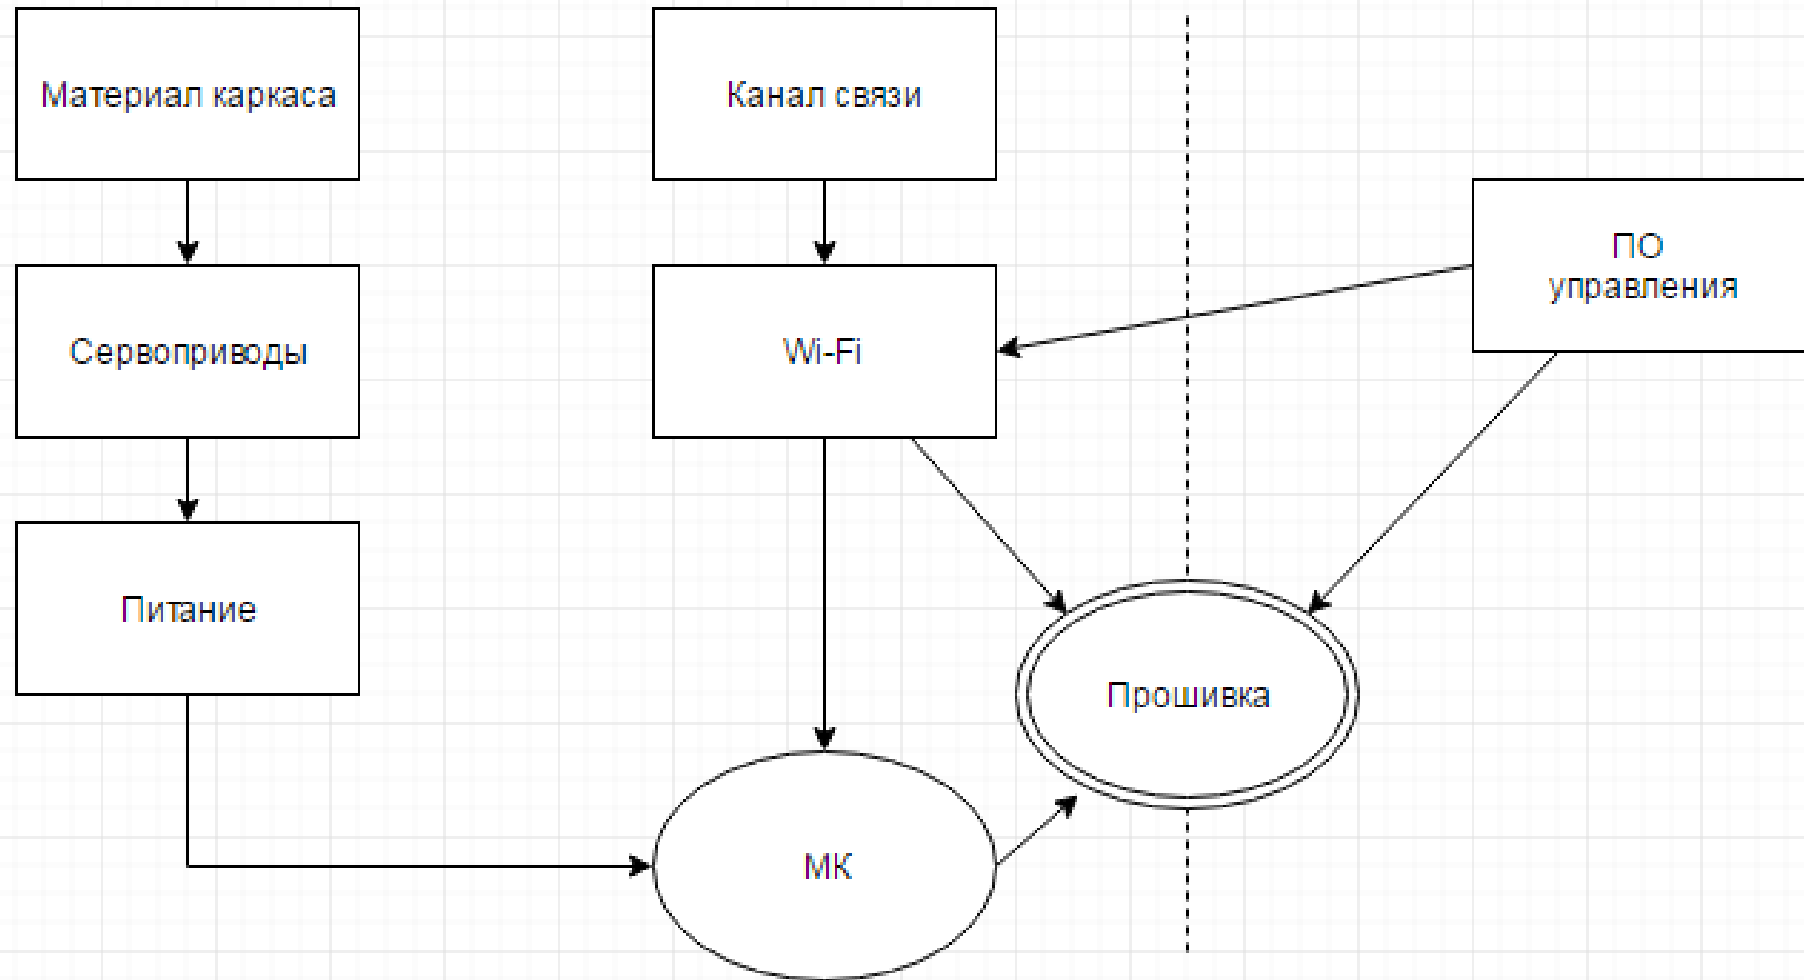 Материал каркаса
Канал связи
ПО
управления
Сервоприводы
Wi-Fi
Питание
Прошивка
МК